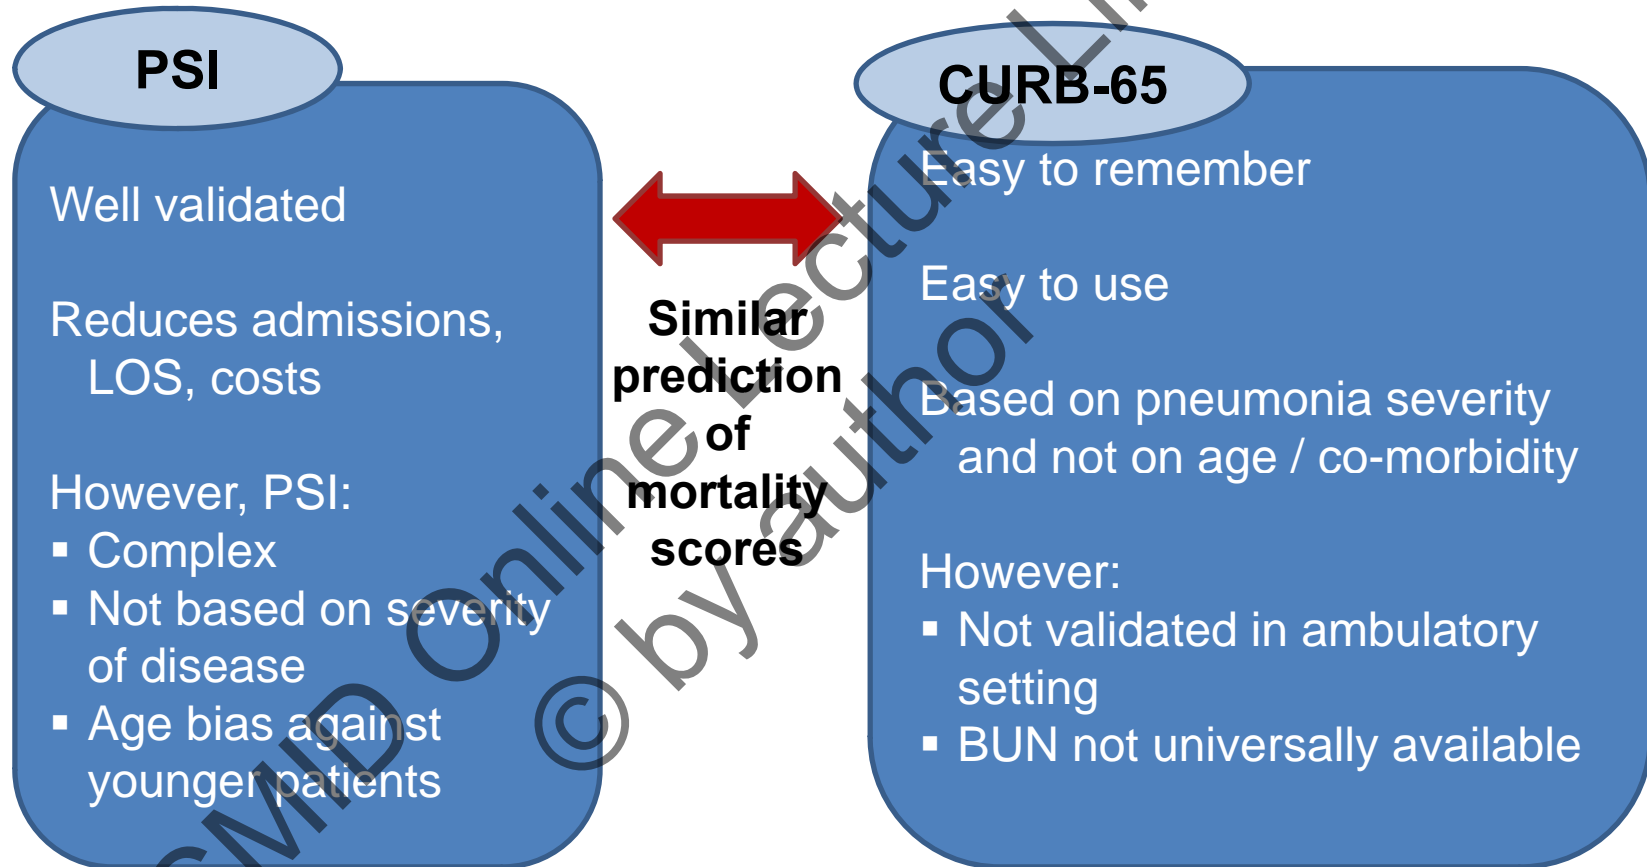 PSI
Well validated
Reduces admissions,
LOS, costs
However, PSI:
▪ Complex
▪ Not based on severity
of disease
▪ Age bias against
younger patients
Similar
prediction
of
mortality
scores
CURB-65
Easy to remember
Easy to use
Based on pneumonia severity
and not on age / co-morbidity
However:
▪ Not validated in ambulatory
setting
▪ BUN not universally available
Online Lecture
© by author